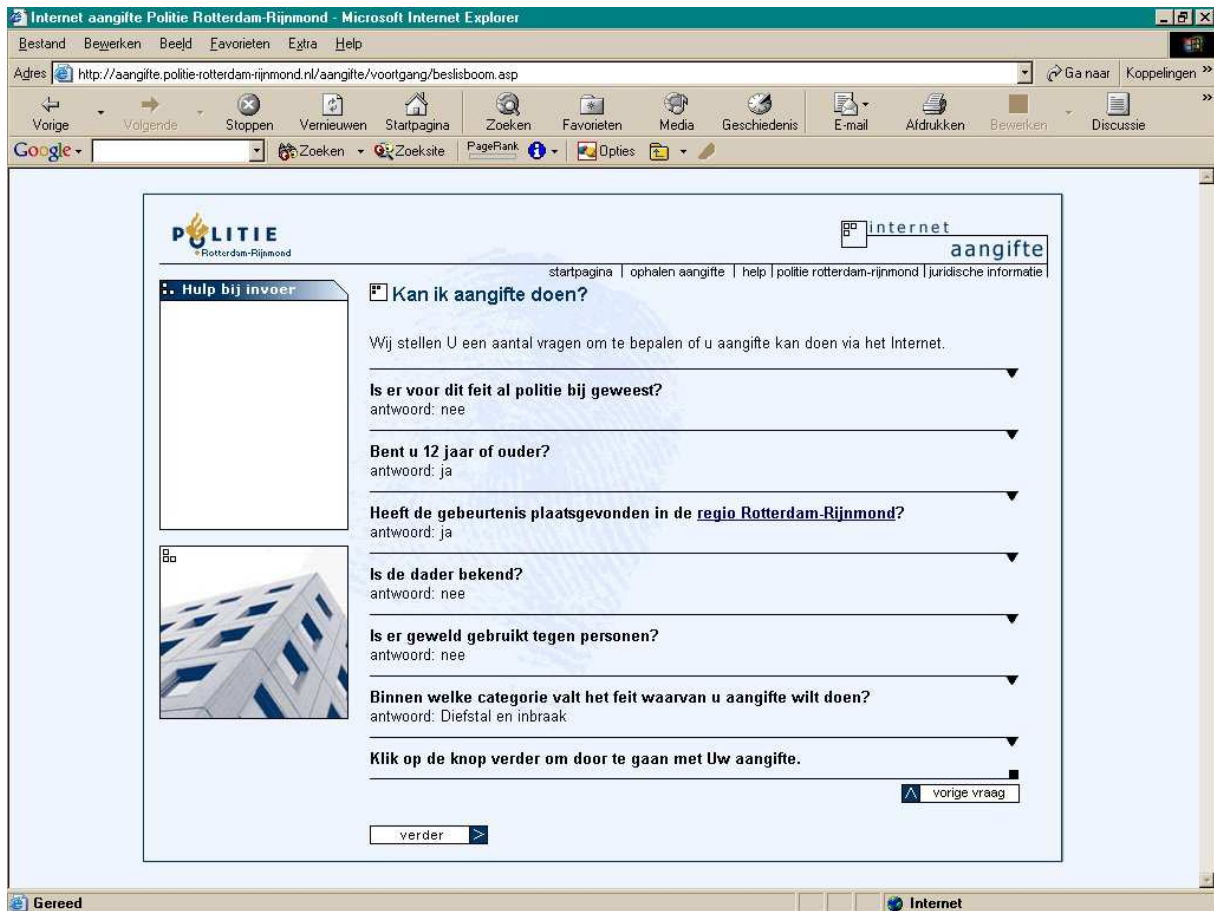 Internet aangifte Politie Rotterdam-Rijnmond - Microsoft Internet Explorer
Bestand Bewerken Beeld Favorieten Extra Help
Adres http://aangifte.politie-rotterdam-rijnmond.nl/aangifte/voortgang/beslisboom.asp Ga naar Koppelingen »
Vorige Volgende Stoppen Vernieuwen Startpagina Zoeken Favorieten Media Geschiedenis E-mail Afdrukken Bewerken Discussie »
Google Zoeken Zoeksite PageRank Opties
POLITIE
Rotterdam-Rijnmond
internet
aangifte
startpagina | ophalen aangifte | help | politie rotterdam-rijnmond | juridische informatie |
Hulp bij invoer
Kan ik aangifte doen?
Wij stellen U een aantal vragen om te bepalen of u aangifte kan doen via het Internet.
Is er voor dit feit al politie bij geweest?
antwoord: nee
Bent u 12 jaar of ouder?
antwoord: ja
Heeft de gebeurtenis plaatsgevonden in de regio Rotterdam-Rijnmond?
antwoord: ja
Is de dader bekend?
antwoord: nee
Is er geweld gebruikt tegen personen?
antwoord: nee
Binnen welke categorie valt het feit waarvan u aangifte wilt doen?
antwoord: Diefstal en inbraak
Klik op de knop verder om door te gaan met Uw aangifte.
vorige vraag
verder >
Gereed Internet